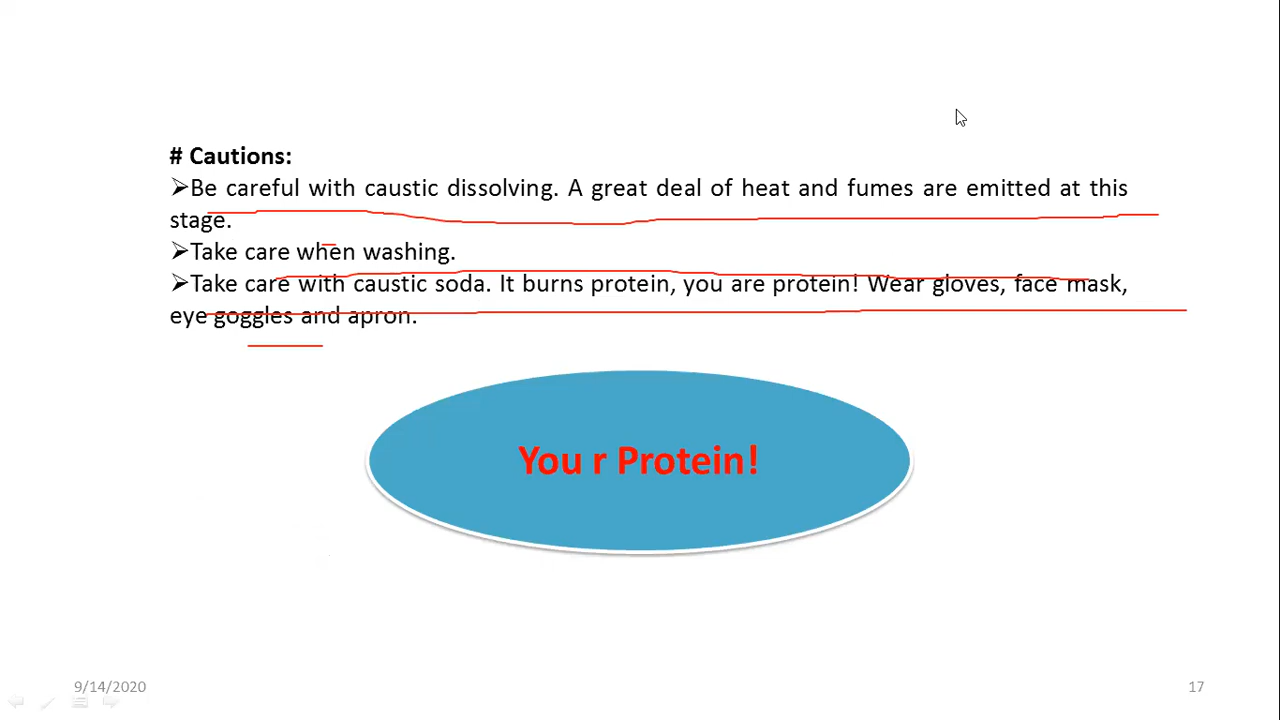 # Cautions:
➢Be careful with caustic dissolving. A great deal of heat and fumes are emitted at this
stage.
➢Take care when washing.
➢Take care with caustic soda. It burns protein, you are protein! Wear gloves, face mask,
eye goggles and apron.
You r Protein!
9/14/2020
17